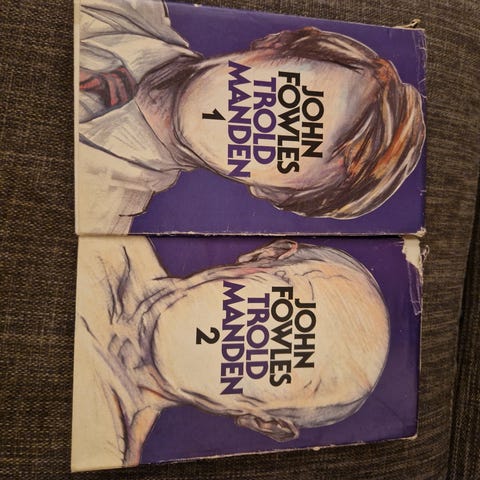 JOHN
FOWLES
TROLD
MANDEN
1
JOHN
FOWLES
TROLD
MANDEN
2